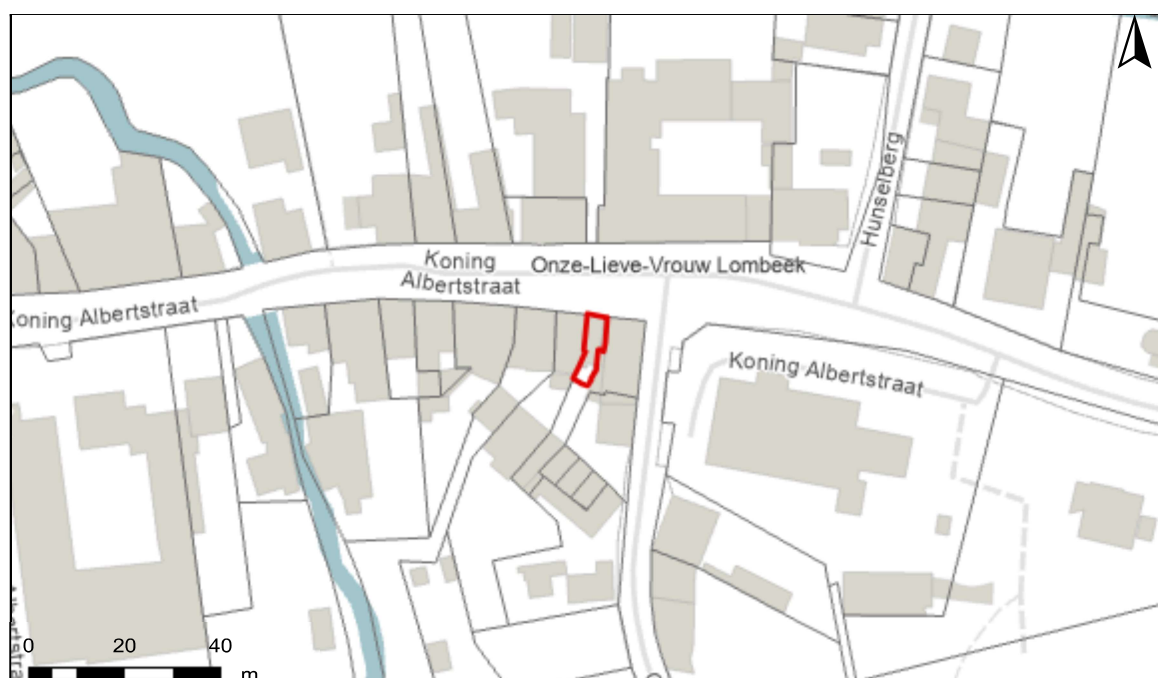 Hunselberg
Koning
Albertstraat
Onze-Lieve-Vrouw Lombeek
Koning Albertstraat
Koning Albertstraat
0 20 40
m